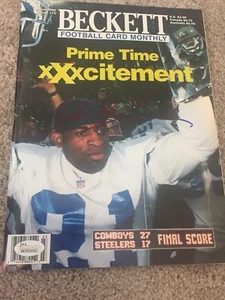 BECKETT
FOOTBALL CARD MONTHLY
Prime Time
xXxcitement
COWBOYS 27
STEELERS 17
FINAL SCORE